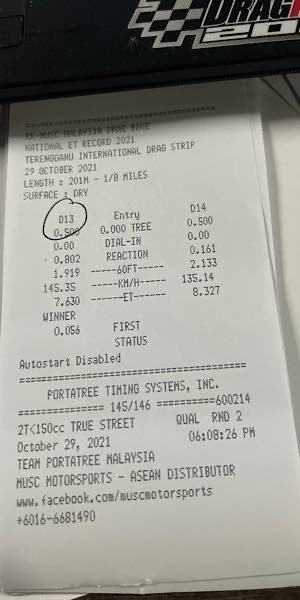 DRAG
RK-MUSC MALAYSIA DRAG BIKE
NATIONAL ET RECORD 2021
TERENGGANU INTERNATIONAL DRAG STRIP
29 OCTOBER 2021
LENGTH : 201M - 1/8 MILES
SURFACE : DRY
D13 Entry D14
0.500 0.000 TREE 0.500
0.00 DIAL-IN 0.00
- 0.802 REACTION 0.161
1.919 -----60FT----- 2.133
145.35 -----KM/H----- 135.14
7.630 ------ET------ 8.327
WINNER
0.056 FIRST
STATUS
Autostart Disabled
========================================
PORTATREE TIMING SYSTEMS, INC.
=============== 145/146 ==========600214
2T<150cc TRUE STREET QUAL RND 2
October 29, 2021 06:08:26 PM
TEAM PORTATREE MALAYSIA
MUSC MOTORSPORTS - ASEAN DISTRIBUTOR
www.facebook.com/muscmotorsports
+6016-6681490